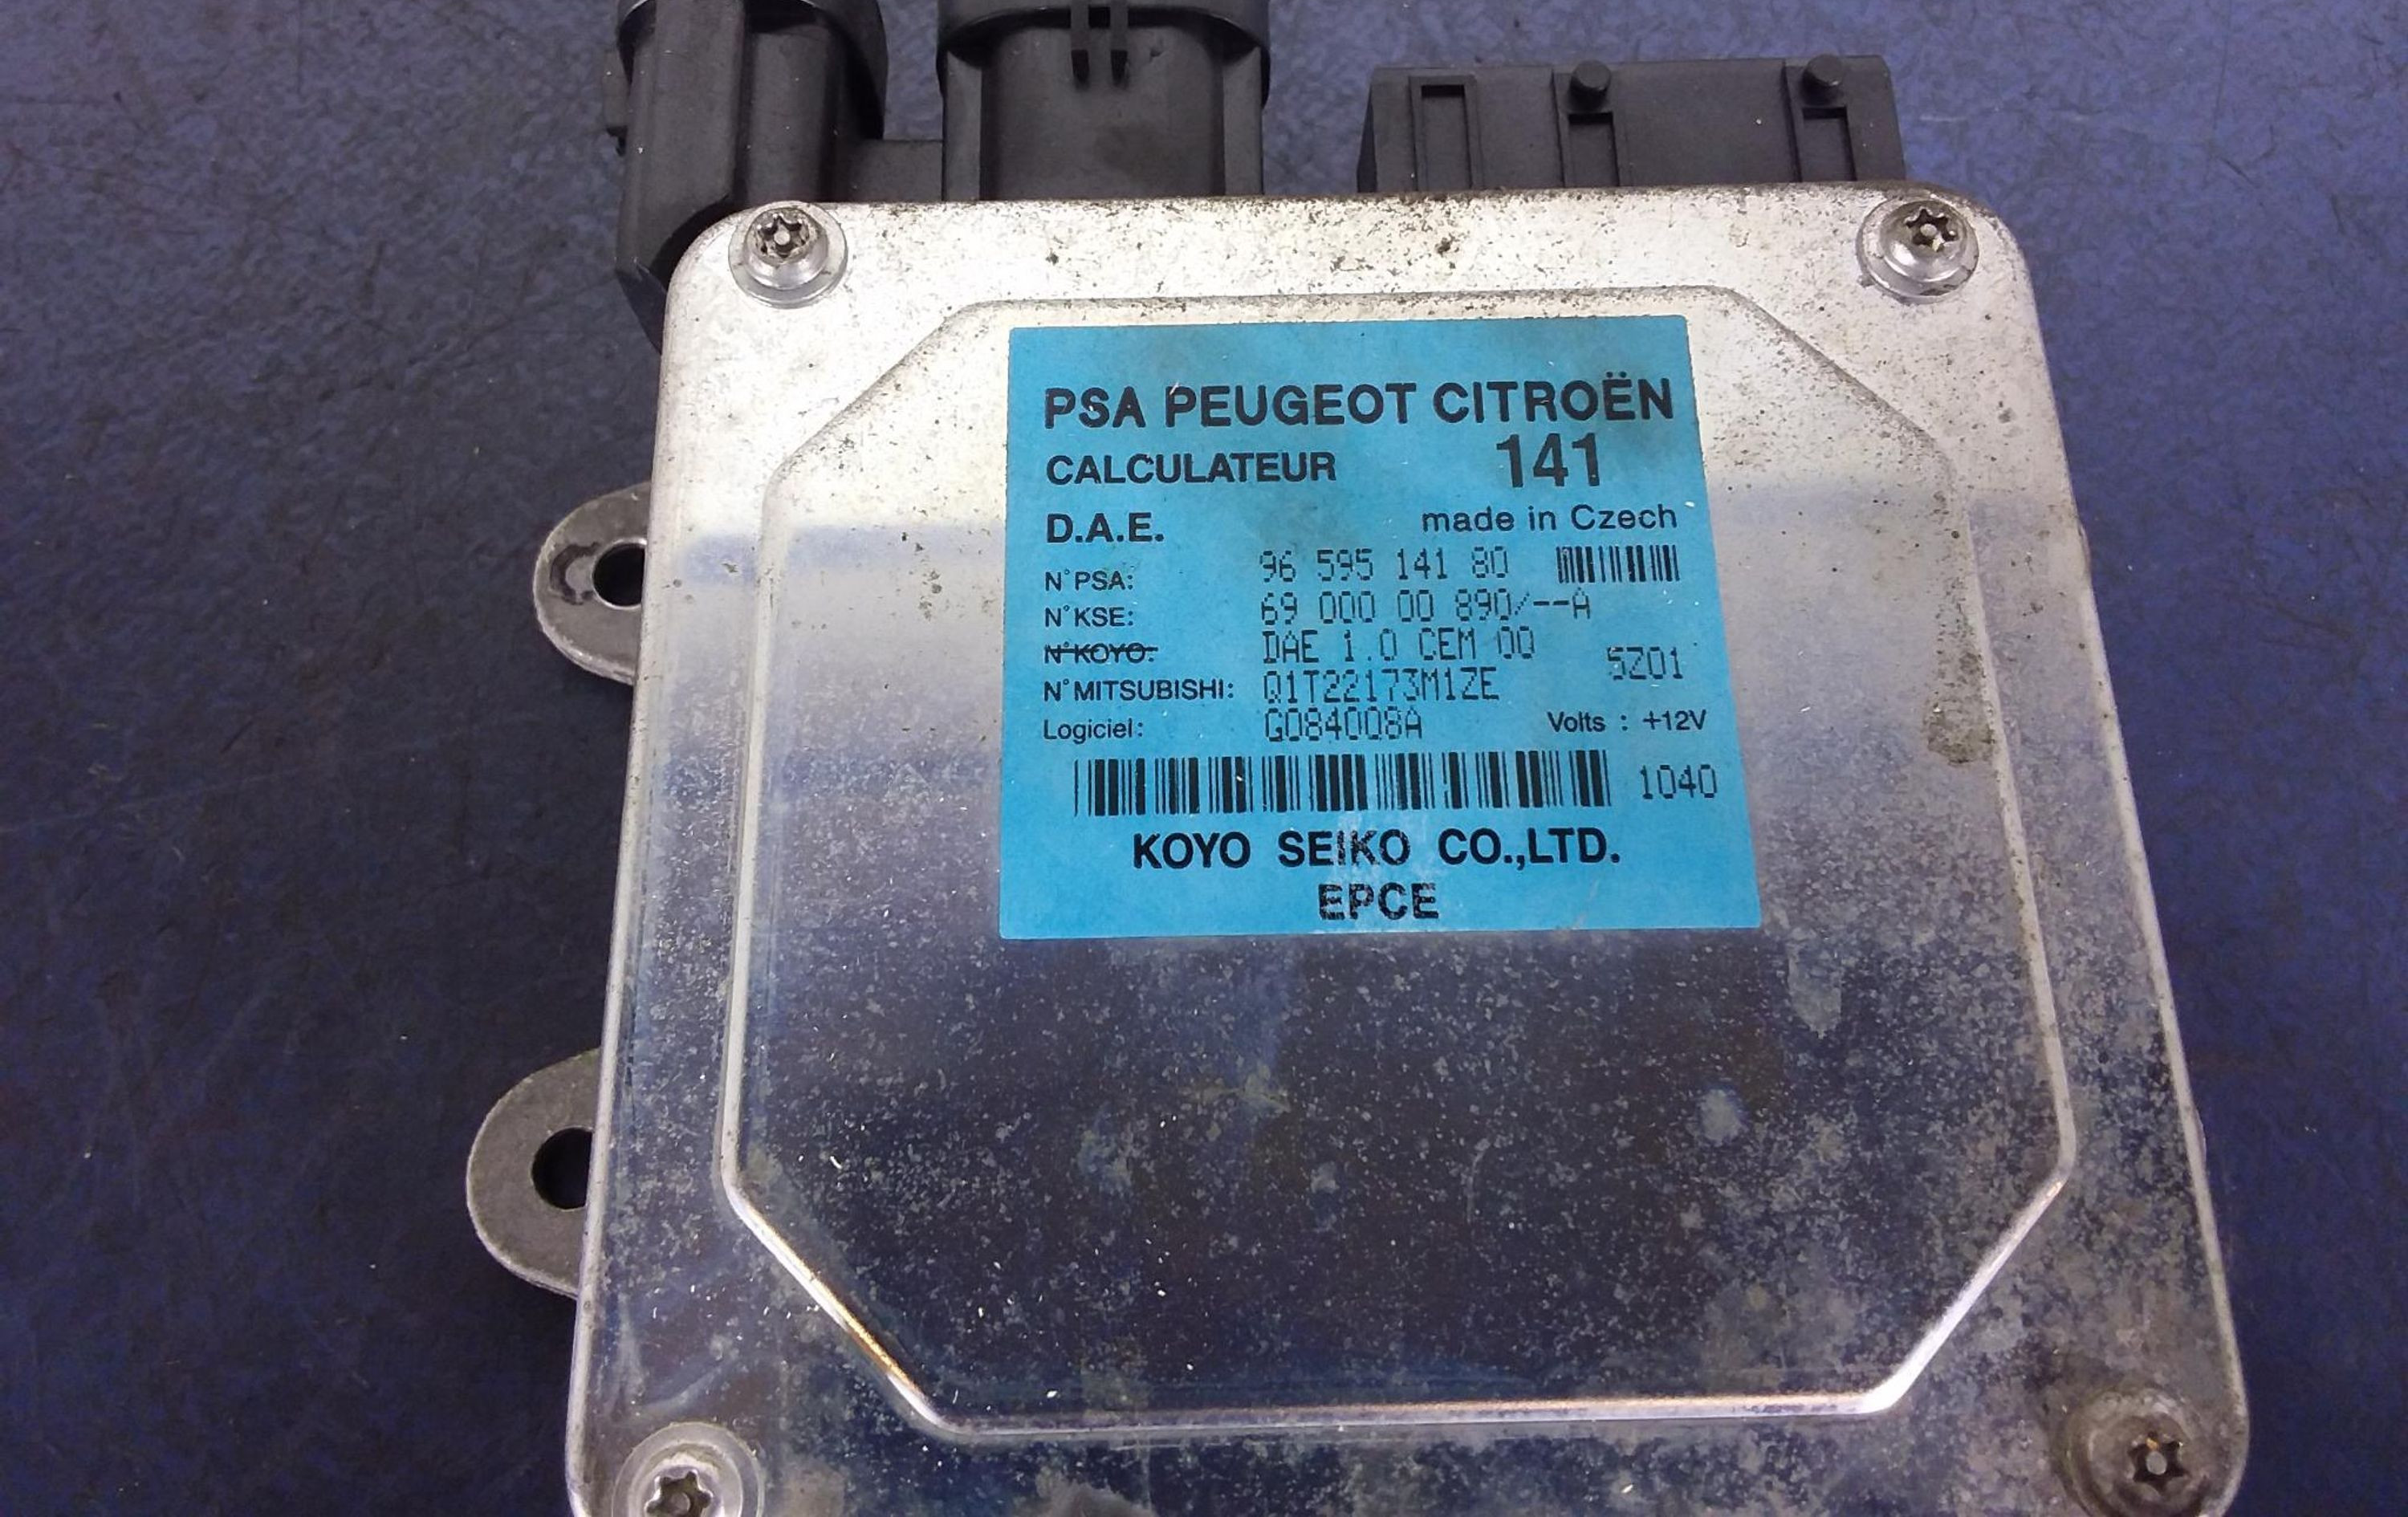 PSA PEUGEOT CITROËN
CALCULATEUR 141
D.A.E. made in Czech
N°PSA: 96 595 141 80
N°KSE: 69 000 00 890/--A
N°KOYO: DAE 1.0 CEM 00
5Z01
N°MITSUBISHI: Q1T22173M1ZE
Logiciel: G084008A Volts : +12V
1040
KOYO SEIKO CO.,LTD.
EPCE